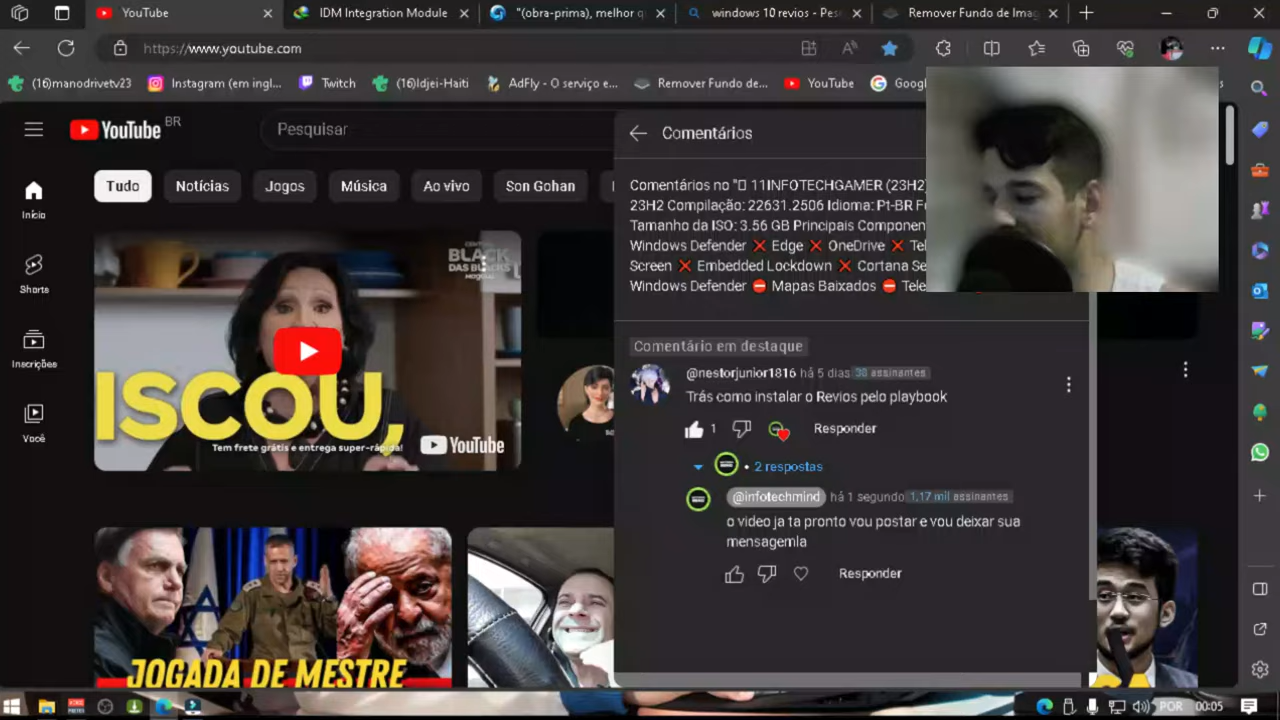 YouTube
IDM Integration Module
"(obra-prima), melhor q
windows 10 revios - Pes
Remover Fundo de Imag
https://www.youtube.com
(16)manodrivetv23
Instagram (em ingl...
Twitch
(16)Idjei-Haiti
AdFly - O serviço e...
Remover Fundo de...
YouTube
YouTube BR
Pesquisar
Comentários
Tudo
Notícias
Jogos
Música
Ao vivo
Son Gohan
Início
Shorts
Inscrições
Você
Comentários no "▯ 11INFOTECHGAMER (23H2)
23H2 Compilação: 22631.2506 Idioma: Pt-BR
Tamanho da ISO: 3.56 GB Principais
Windows Defender ❌ Edge ❌ OneDrive ❌
Screen ❌ Embedded Lockdown ❌ Cortana
Windows Defender ⛔ Mapas Baixados ⛔
BLACK
DAS BLACKS
ISCOU,
Tem frete grátis e entrega super-rápida!
YouTube
Comentário em destaque
@nestorjunior1816 há 5 dias 38 assinantes
Trás como instalar o Revios pelo playbook
1
Responder
• 2 respostas
@infotechmind há 1 segundo 1,17 mil assinantes
o video ja ta pronto vou postar e vou deixar sua
mensagemla
Responder
JOGADA DE MESTRE
POR
00:05